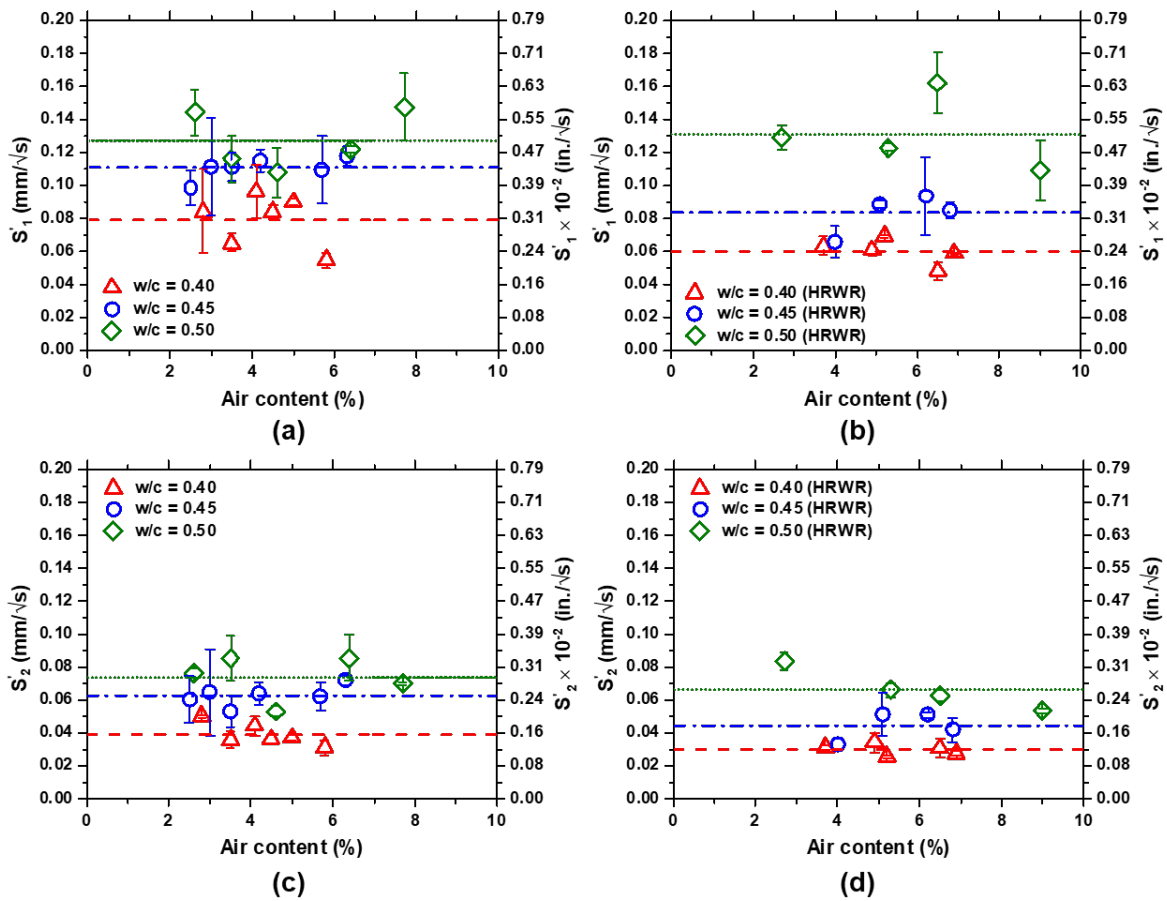 0.20
0.18
0.16
0.14
0.12
0.10
0.08
0.06
0.04
0.02
0.00
S′1 (mm/√s)
w/c = 0.40
w/c = 0.45
w/c = 0.50
0.79
0.71
0.63
0.55
0.47
0.39
0.31
0.24
0.16
0.08
0.00
S′1 × 10-2 (in./√s)
0 2 4 6 8 10
Air content (%)
(a)
0.20
0.18
0.16
0.14
0.12
0.10
0.08
0.06
0.04
0.02
0.00
S′1 (mm/√s)
w/c = 0.40 (HRWR)
w/c = 0.45 (HRWR)
w/c = 0.50 (HRWR)
0.79
0.71
0.63
0.55
0.47
0.39
0.31
0.24
0.16
0.08
0.00
S′1 × 10-2 (in./√s)
0 2 4 6 8 10
Air content (%)
(b)
0.20
0.18
0.16
0.14
0.12
0.10
0.08
0.06
0.04
0.02
0.00
S′2 (mm/√s)
w/c = 0.40
w/c = 0.45
w/c = 0.50
0.79
0.71
0.63
0.55
0.47
0.39
0.31
0.24
0.16
0.08
0.00
S′2 × 10-2 (in./√s)
0 2 4 6 8 10
Air content (%)
(c)
0.20
0.18
0.16
0.14
0.12
0.10
0.08
0.06
0.04
0.02
0.00
S′2 (mm/√s)
w/c = 0.40 (HRWR)
w/c = 0.45 (HRWR)
w/c = 0.50 (HRWR)
0.79
0.71
0.63
0.55
0.47
0.39
0.31
0.24
0.16
0.08
0.00
S′2 × 10-2 (in./√s)
0 2 4 6 8 10
Air content (%)
(d)